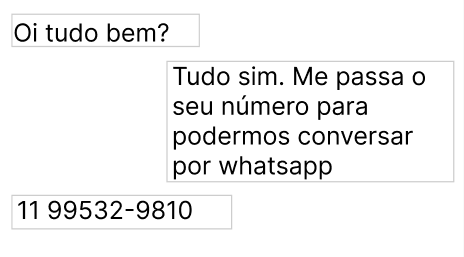 Oi tudo bem?
Tudo sim. Me passa o
seu número para
podermos conversar
por whatsapp
11 99532-9810